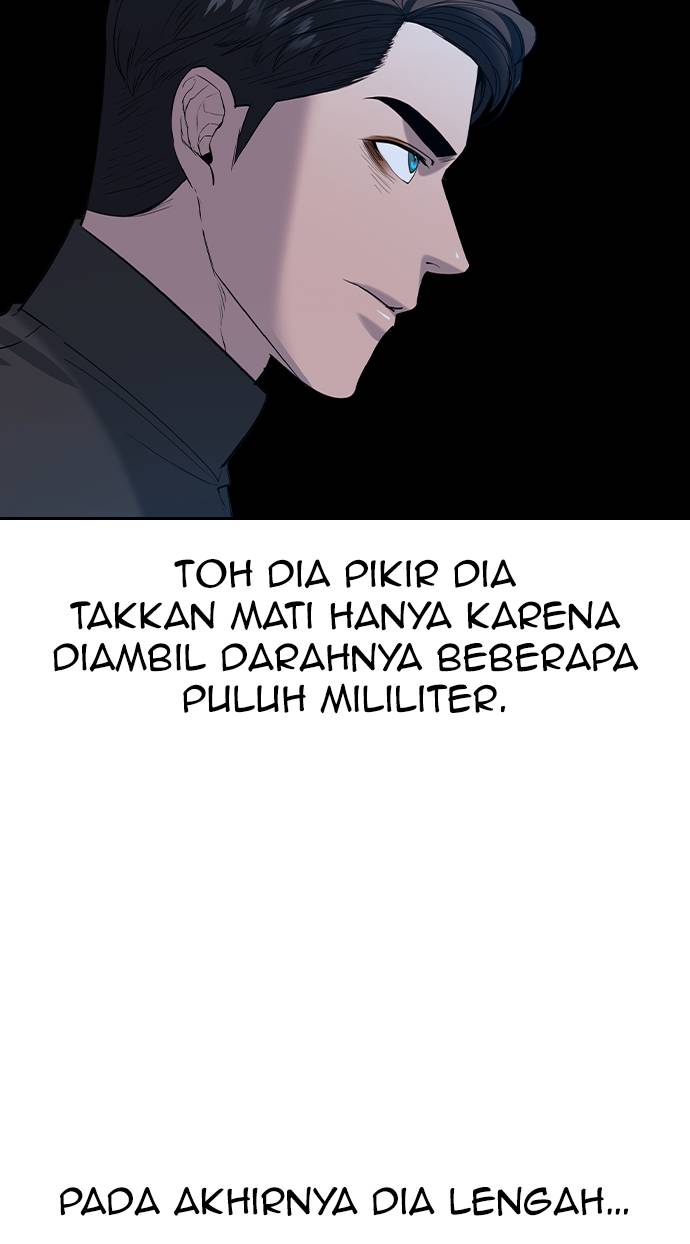 TOH DIA PIKIR DIA
TAKKAN MATI HANYA KARENA
DIAMBIL DARAHNYA BEBERAPA
PULUH MILILITER.
PADA AKHIRNYA DIA LENGAH...